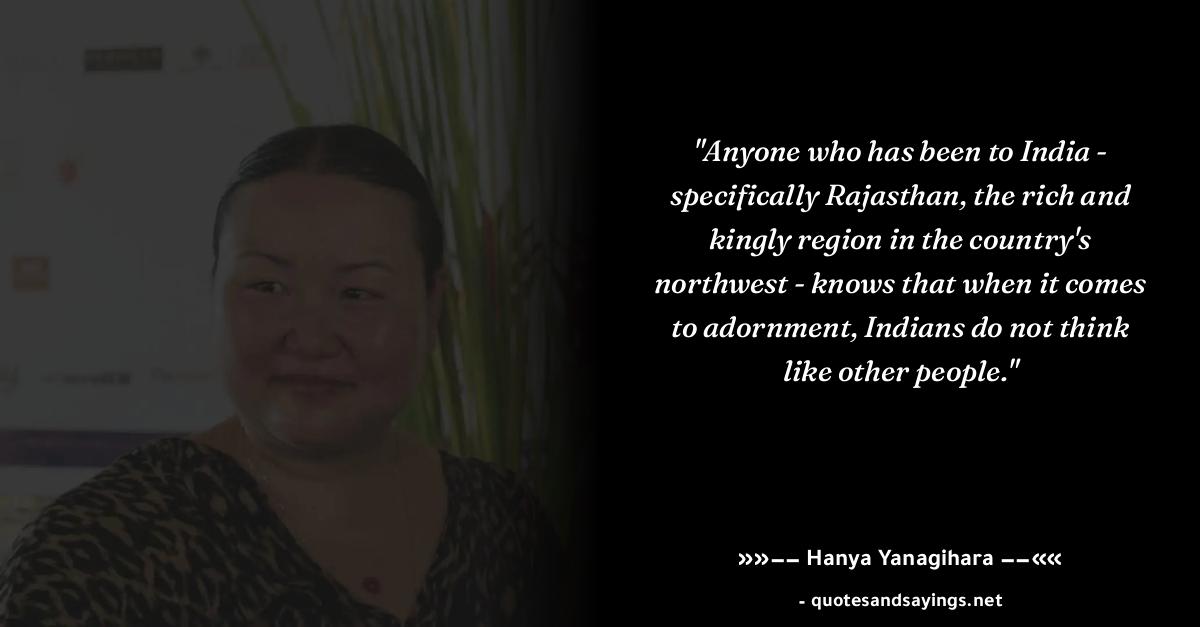 "Anyone who has been to India -
specifically Rajasthan, the rich and
kingly region in the country's
northwest - knows that when it comes
to adornment, Indians do not think
like other people."
»»−− Hanya Yanagihara −−««
- quotesandsayings.net